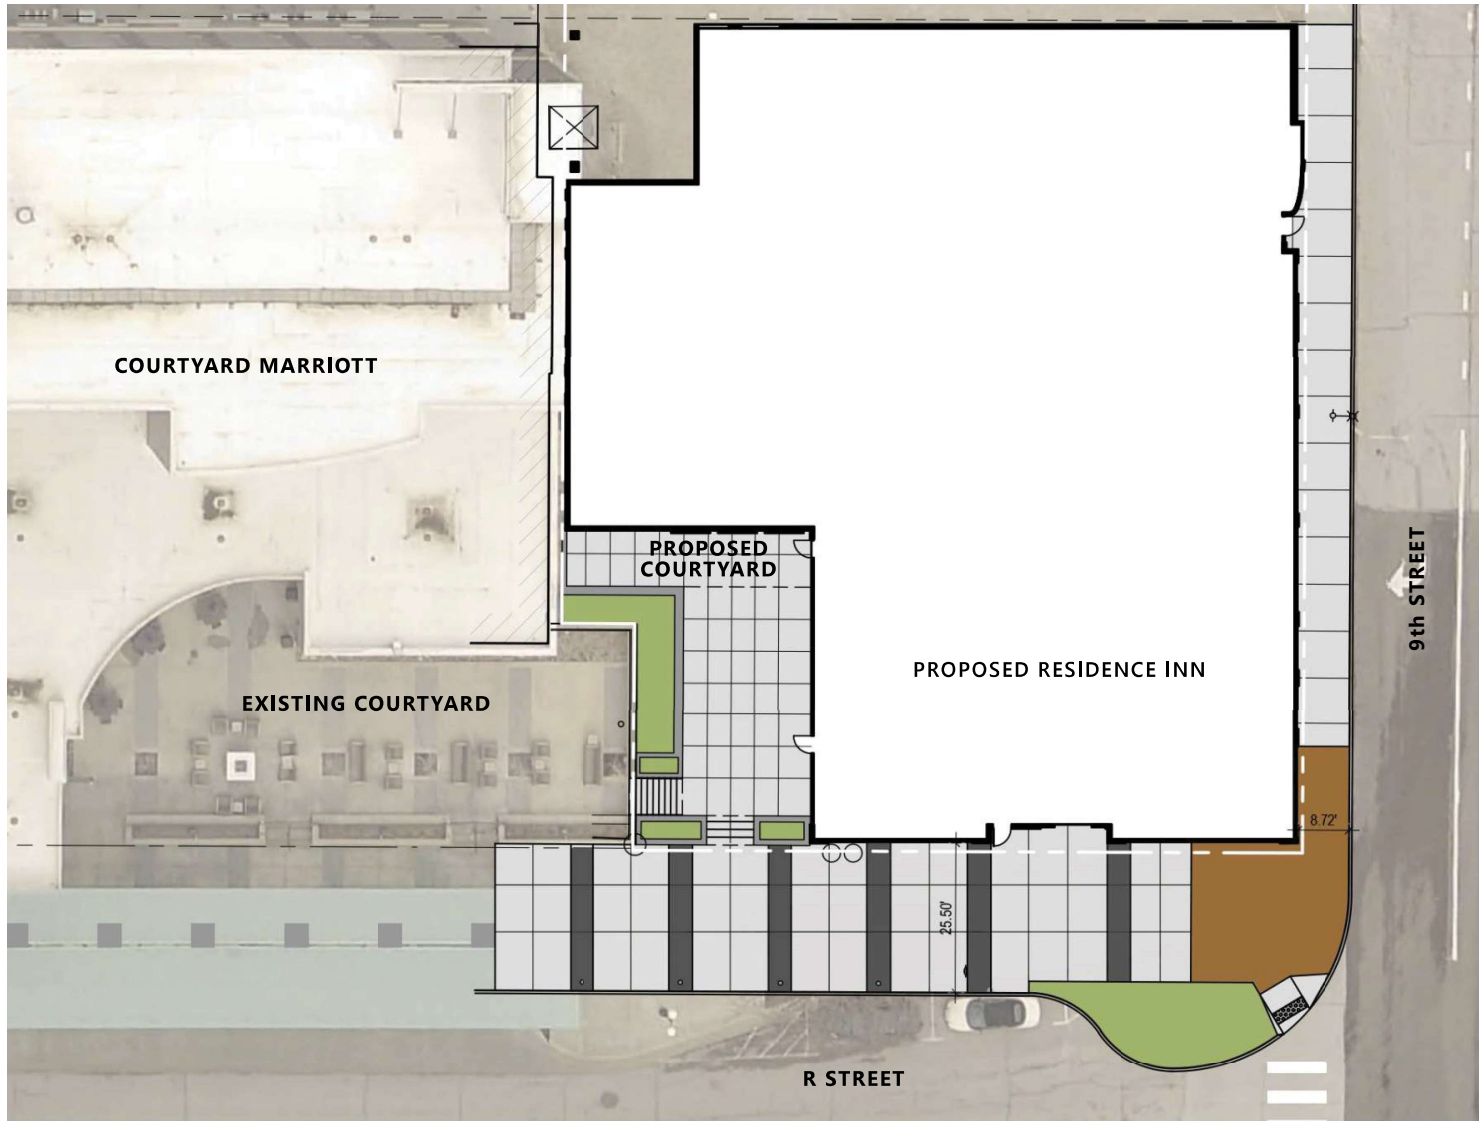 COURTYARD MARRIOTT
PROPOSED
COURTYARD
9th STREET
PROPOSED RESIDENCE INN
EXISTING COURTYARD
8.72'
25.50'
R STREET